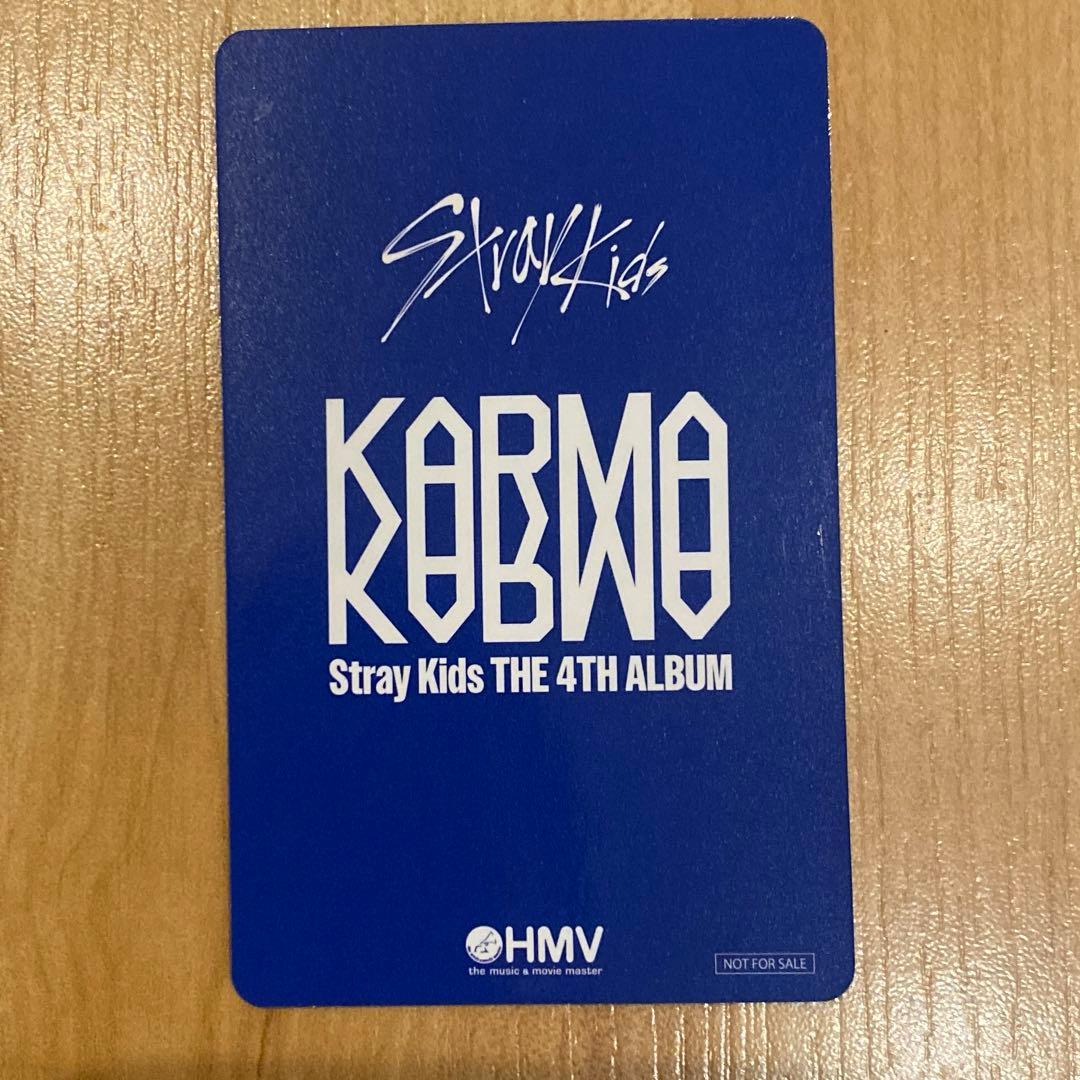 Stray Kids
KARMA
Stray Kids THE 4TH ALBUM
HMV
the music & movie master
NOT FOR SALE